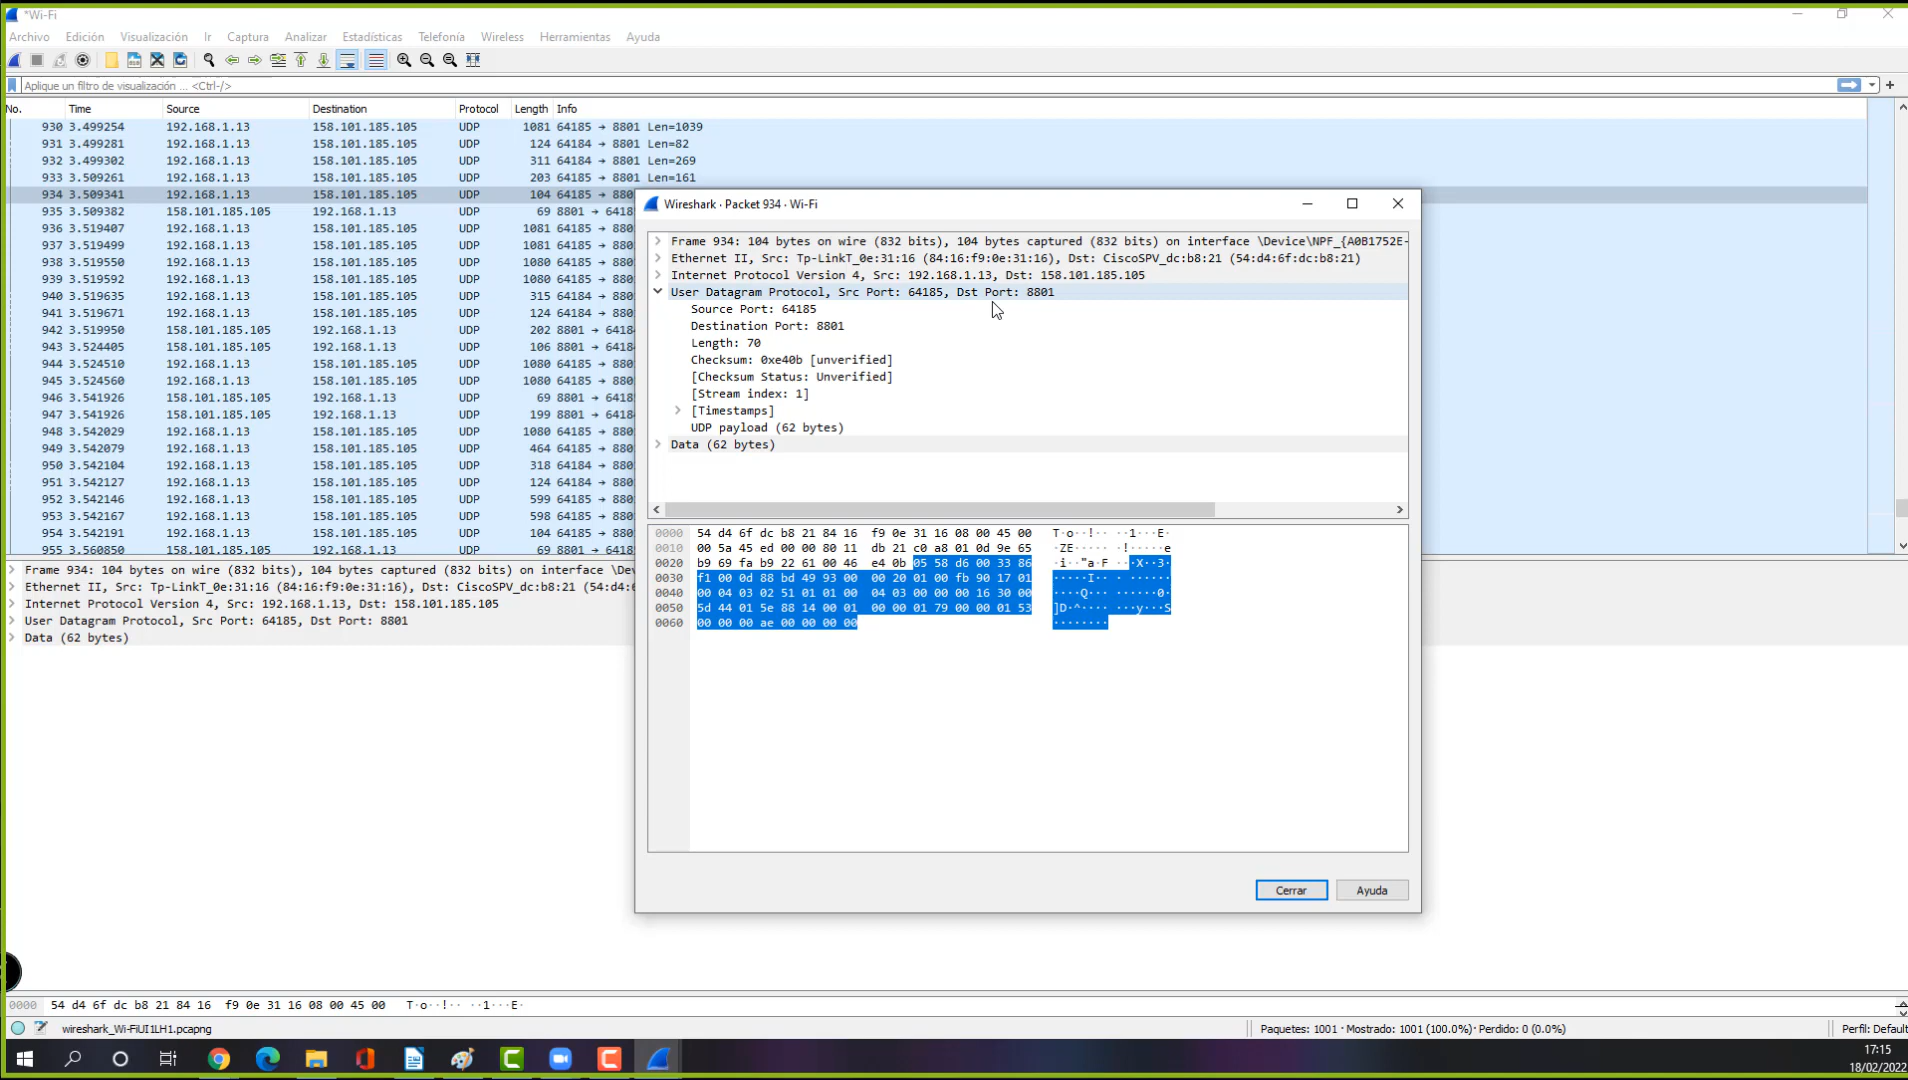 *Wi-Fi
Archivo Edición Visualización Ir Captura Analizar Estadísticas Telefonía Wireless Herramientas Ayuda
Aplique un filtro de visualización ... <Ctrl-/>
No. Time Source Destination Protocol Length Info
930 3.499254 192.168.1.13 158.101.185.105 UDP 1081 64185 → 8801 Len=1039
931 3.499281 192.168.1.13 158.101.185.105 UDP 124 64184 → 8801 Len=82
932 3.499302 192.168.1.13 158.101.185.105 UDP 311 64184 → 8801 Len=269
933 3.509261 192.168.1.13 158.101.185.105 UDP 203 64185 → 8801 Len=161
934 3.509341 192.168.1.13 158.101.185.105 UDP 104 64185 → 880
935 3.509382 158.101.185.105 192.168.1.13 UDP 69 8801 → 6418
936 3.519407 192.168.1.13 158.101.185.105 UDP 1081 64185 → 880
937 3.519499 192.168.1.13 158.101.185.105 UDP 1081 64185 → 880
938 3.519550 192.168.1.13 158.101.185.105 UDP 1080 64185 → 880
939 3.519592 192.168.1.13 158.101.185.105 UDP 1080 64185 → 880
940 3.519635 192.168.1.13 158.101.185.105 UDP 315 64184 → 880
941 3.519671 192.168.1.13 158.101.185.105 UDP 124 64184 → 880
942 3.519950 158.101.185.105 192.168.1.13 UDP 202 8801 → 6418
943 3.524405 158.101.185.105 192.168.1.13 UDP 106 8801 → 6418
944 3.524510 192.168.1.13 158.101.185.105 UDP 1080 64185 → 880
945 3.524560 192.168.1.13 158.101.185.105 UDP 1080 64185 → 880
946 3.541926 158.101.185.105 192.168.1.13 UDP 69 8801 → 6418
947 3.541926 158.101.185.105 192.168.1.13 UDP 199 8801 → 6418
948 3.542029 192.168.1.13 158.101.185.105 UDP 1080 64185 → 880
949 3.542079 192.168.1.13 158.101.185.105 UDP 464 64185 → 880
950 3.542104 192.168.1.13 158.101.185.105 UDP 318 64184 → 880
951 3.542127 192.168.1.13 158.101.185.105 UDP 124 64184 → 880
952 3.542146 192.168.1.13 158.101.185.105 UDP 599 64185 → 880
953 3.542167 192.168.1.13 158.101.185.105 UDP 598 64185 → 880
954 3.542191 192.168.1.13 158.101.185.105 UDP 104 64185 → 880
955 3.560850 158.101.185.105 192.168.1.13 UDP 69 8801 → 6418
Frame 934: 104 bytes on wire (832 bits), 104 bytes captured (832 bits) on interface \De
Ethernet II, Src: Tp-LinkT_0e:31:16 (84:16:f9:0e:31:16), Dst: CiscoSPV_dc:b8:21 (54:d4:6
Internet Protocol Version 4, Src: 192.168.1.13, Dst: 158.101.185.105
User Datagram Protocol, Src Port: 64185, Dst Port: 8801
Data (62 bytes)
Wireshark · Packet 934 · Wi-Fi
Frame 934: 104 bytes on wire (832 bits), 104 bytes captured (832 bits) on interface \Device\NPF_{A0B1752E-
Ethernet II, Src: Tp-LinkT_0e:31:16 (84:16:f9:0e:31:16), Dst: CiscoSPV_dc:b8:21 (54:d4:6f:dc:b8:21)
Internet Protocol Version 4, Src: 192.168.1.13, Dst: 158.101.185.105
User Datagram Protocol, Src Port: 64185, Dst Port: 8801
Source Port: 64185
Destination Port: 8801
Length: 70
Checksum: 0xe40b [unverified]
[Checksum Status: Unverified]
[Stream index: 1]
[Timestamps]
UDP payload (62 bytes)
Data (62 bytes)
0000 54 d4 6f dc b8 21 84 16 f9 0e 31 16 08 00 45 00 T·o··!·· ··1···E·
0010 00 5a 45 ed 00 00 80 11 db 21 c0 a8 01 0d 9e 65 ·ZE····· ·!·····e
0020 b9 69 fa b9 22 61 00 46 e4 0b 05 58 d6 00 33 86 ·i··"a·F ···X··3·
0030 f1 00 0d 88 bd 49 93 00 00 20 01 00 fb 90 17 01 ·····I·· · ······
0040 00 04 03 02 51 01 01 00 04 03 00 00 00 16 30 00 ····Q··· ······0·
0050 5d 44 01 5e 88 14 00 01 00 00 01 79 00 00 01 53 ]D·^···· ···y···S
0060 00 00 00 ae 00 00 00 00 ········
Cerrar Ayuda
0000 54 d4 6f dc b8 21 84 16 f9 0e 31 16 08 00 45 00 T·o··!·· ··1···E·
wireshark_Wi-FiUI1LH1.pcapng Paquetes: 1001 · Mostrado: 1001 (100.0%) · Perdido: 0 (0.0%) Perfil: Default
17:15
18/02/2022